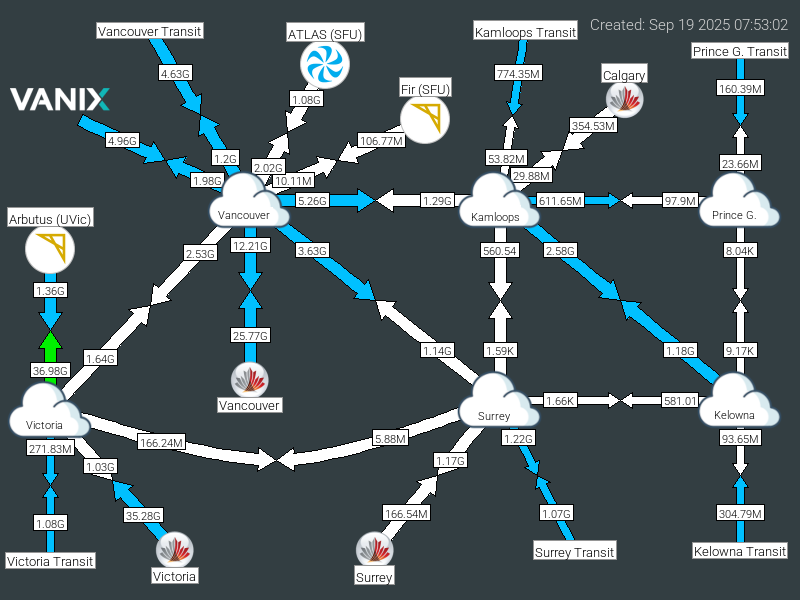 Created: Sep 19 2025 07:53:02
Vancouver Transit
ATLAS (SFU)
Kamloops Transit
Prince G. Transit
4.63G
774.35M
Calgary
160.39M
VANIX
1.08G
Fir (SFU)
354.53M
4.96G
106.77M
1.2G
53.82M
23.66M
2.02G
29.88M
1.98G
10.11M
5.26G
1.29G
611.65M
97.9M
Vancouver
Kamloops
Prince G.
Arbutus (UVic)
2.53G
12.21G
3.63G
560.54
2.58G
8.04K
1.36G
25.77G
1.64G
1.14G
1.59K
1.18G
9.17K
36.98G
Vancouver
1.66K
581.01
Victoria
Surrey
Kelowna
271.83M
166.24M
5.88M
1.22G
93.65M
1.03G
1.17G
1.08G
35.28G
166.54M
1.07G
304.79M
Victoria Transit
Victoria
Surrey
Surrey Transit
Kelowna Transit